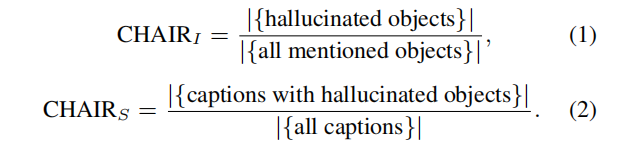 CHAIR_I = |{hallucinated objects}| / |{all mentioned objects}|, (1)
CHAIR_S = |{captions with hallucinated objects}| / |{all captions}|. (2)